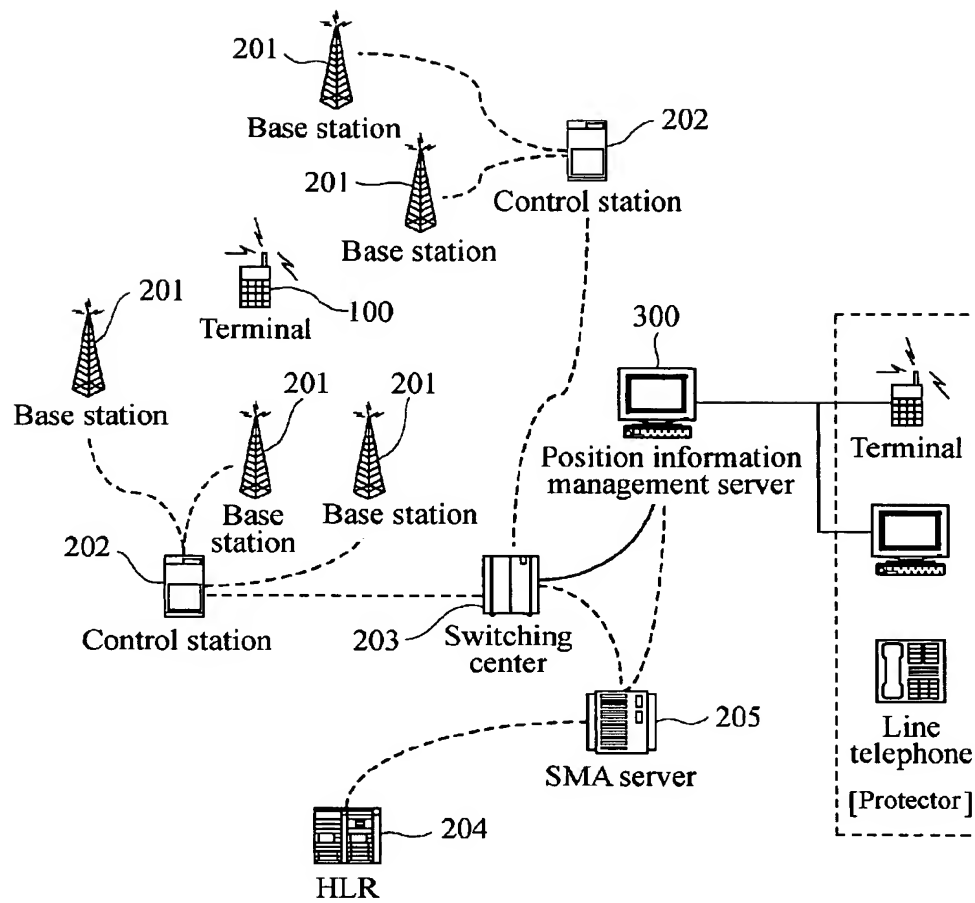 201
Base station
202
201
Control station
Base station
201
Terminal
100
300
Base station
201
201
Terminal
Position information
management server
Base
station
Base station
202
Control station
203
Switching
center
205
Line
telephone
SMA server
[Protector]
204
HLR